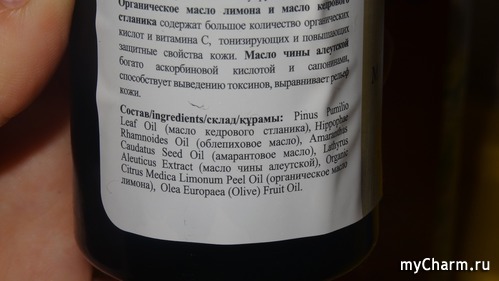 Органическое масло лимона и масло кедрового
стланика содержат большое количество органических
кислот и витамина С, тонизирующих и повышающих
защитные свойства кожи. Масло чины алеутской
богато аскорбиновой кислотой и сапонинами,
способствует выведению токсинов, выравнивает рельеф
кожи.
Состав/ingredients/склад/құрамы: Pinus Pumilio
Leaf Oil (масло кедрового стланика), Hippophae
Rhamnoides Oil (облепиховое масло), Amaranthus
Caudatus Seed Oil (амарантовое масло), Lathyrus
Aleuticus Extract (масло чины алеутской), Organic
Citrus Medica Limonum Peel Oil (органическое масло
лимона), Olea Europaea (Olive) Fruit Oil.
myCharm.ru